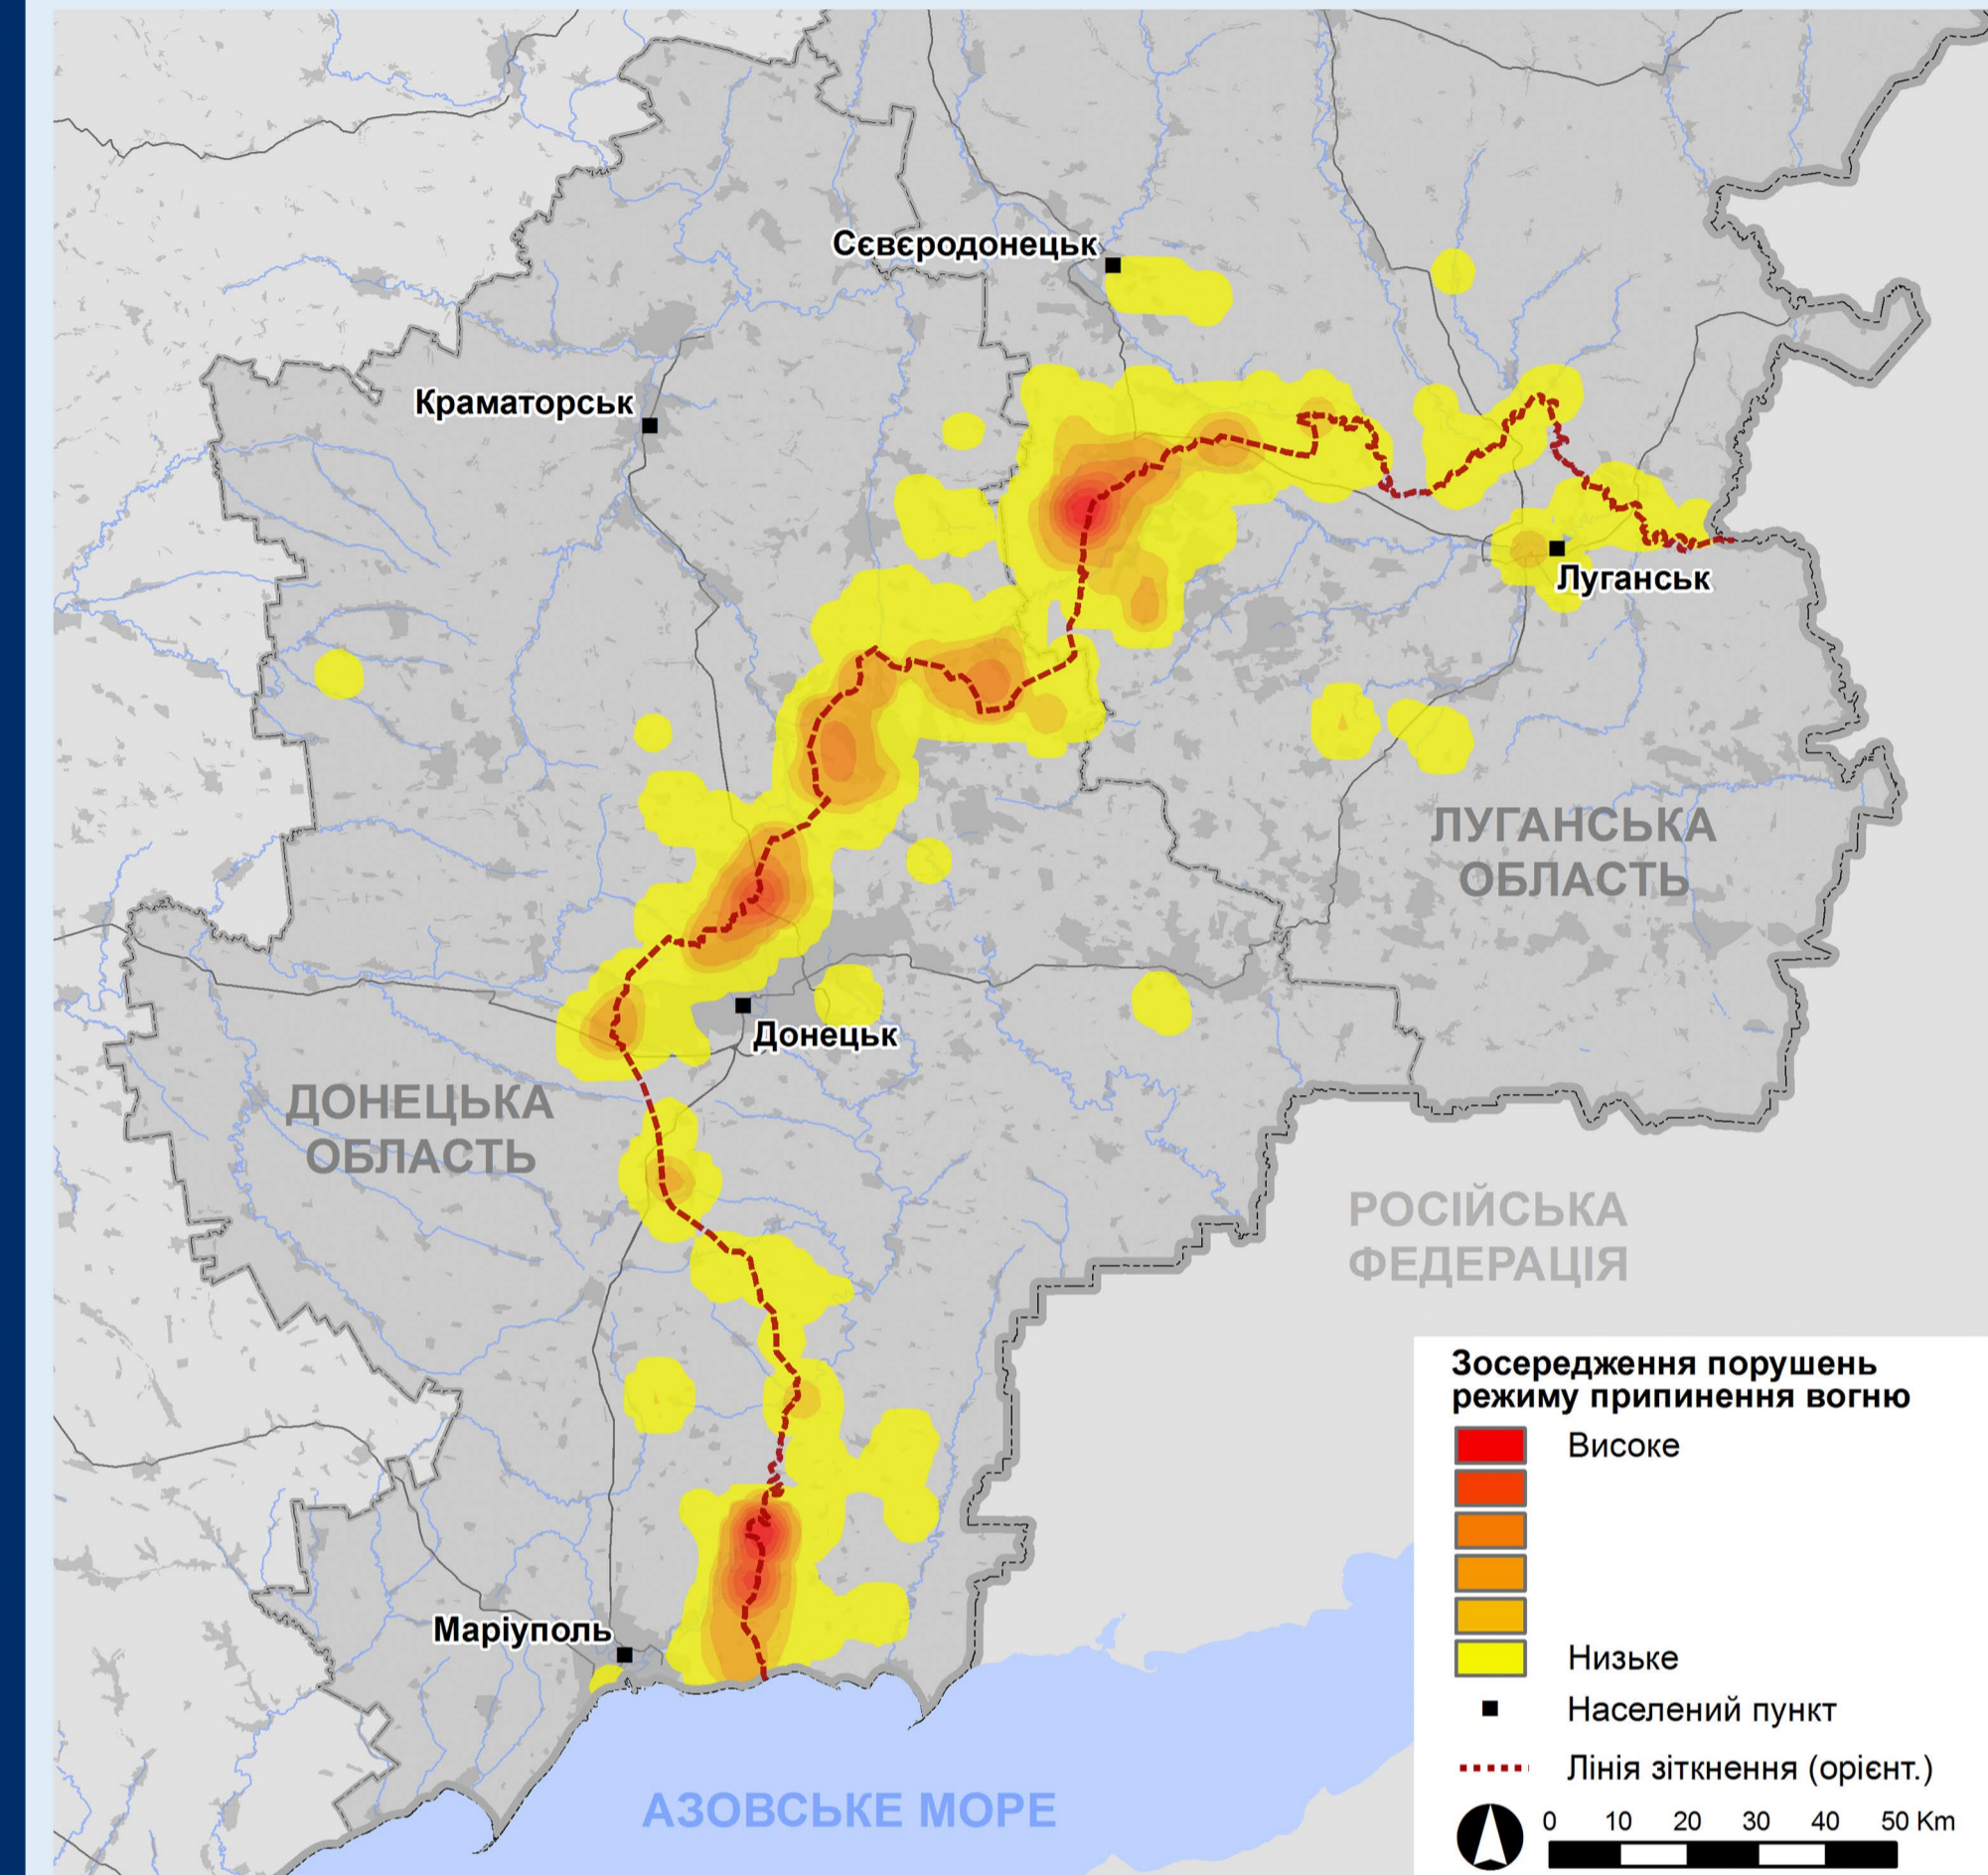 Сєвєродонецьк
Краматорськ
Луганськ
ЛУГАНСЬКА
ОБЛАСТЬ
Донецьк
ДОНЕЦЬКА
ОБЛАСТЬ
РОСІЙСЬКА
ФЕДЕРАЦІЯ
Маріуполь
АЗОВСЬКЕ МОРЕ
Зосередження порушень
режиму припинення вогню
Високе
Низьке
Населений пункт
Лінія зіткнення (орієнт.)
0 10 20 30 40 50 Km